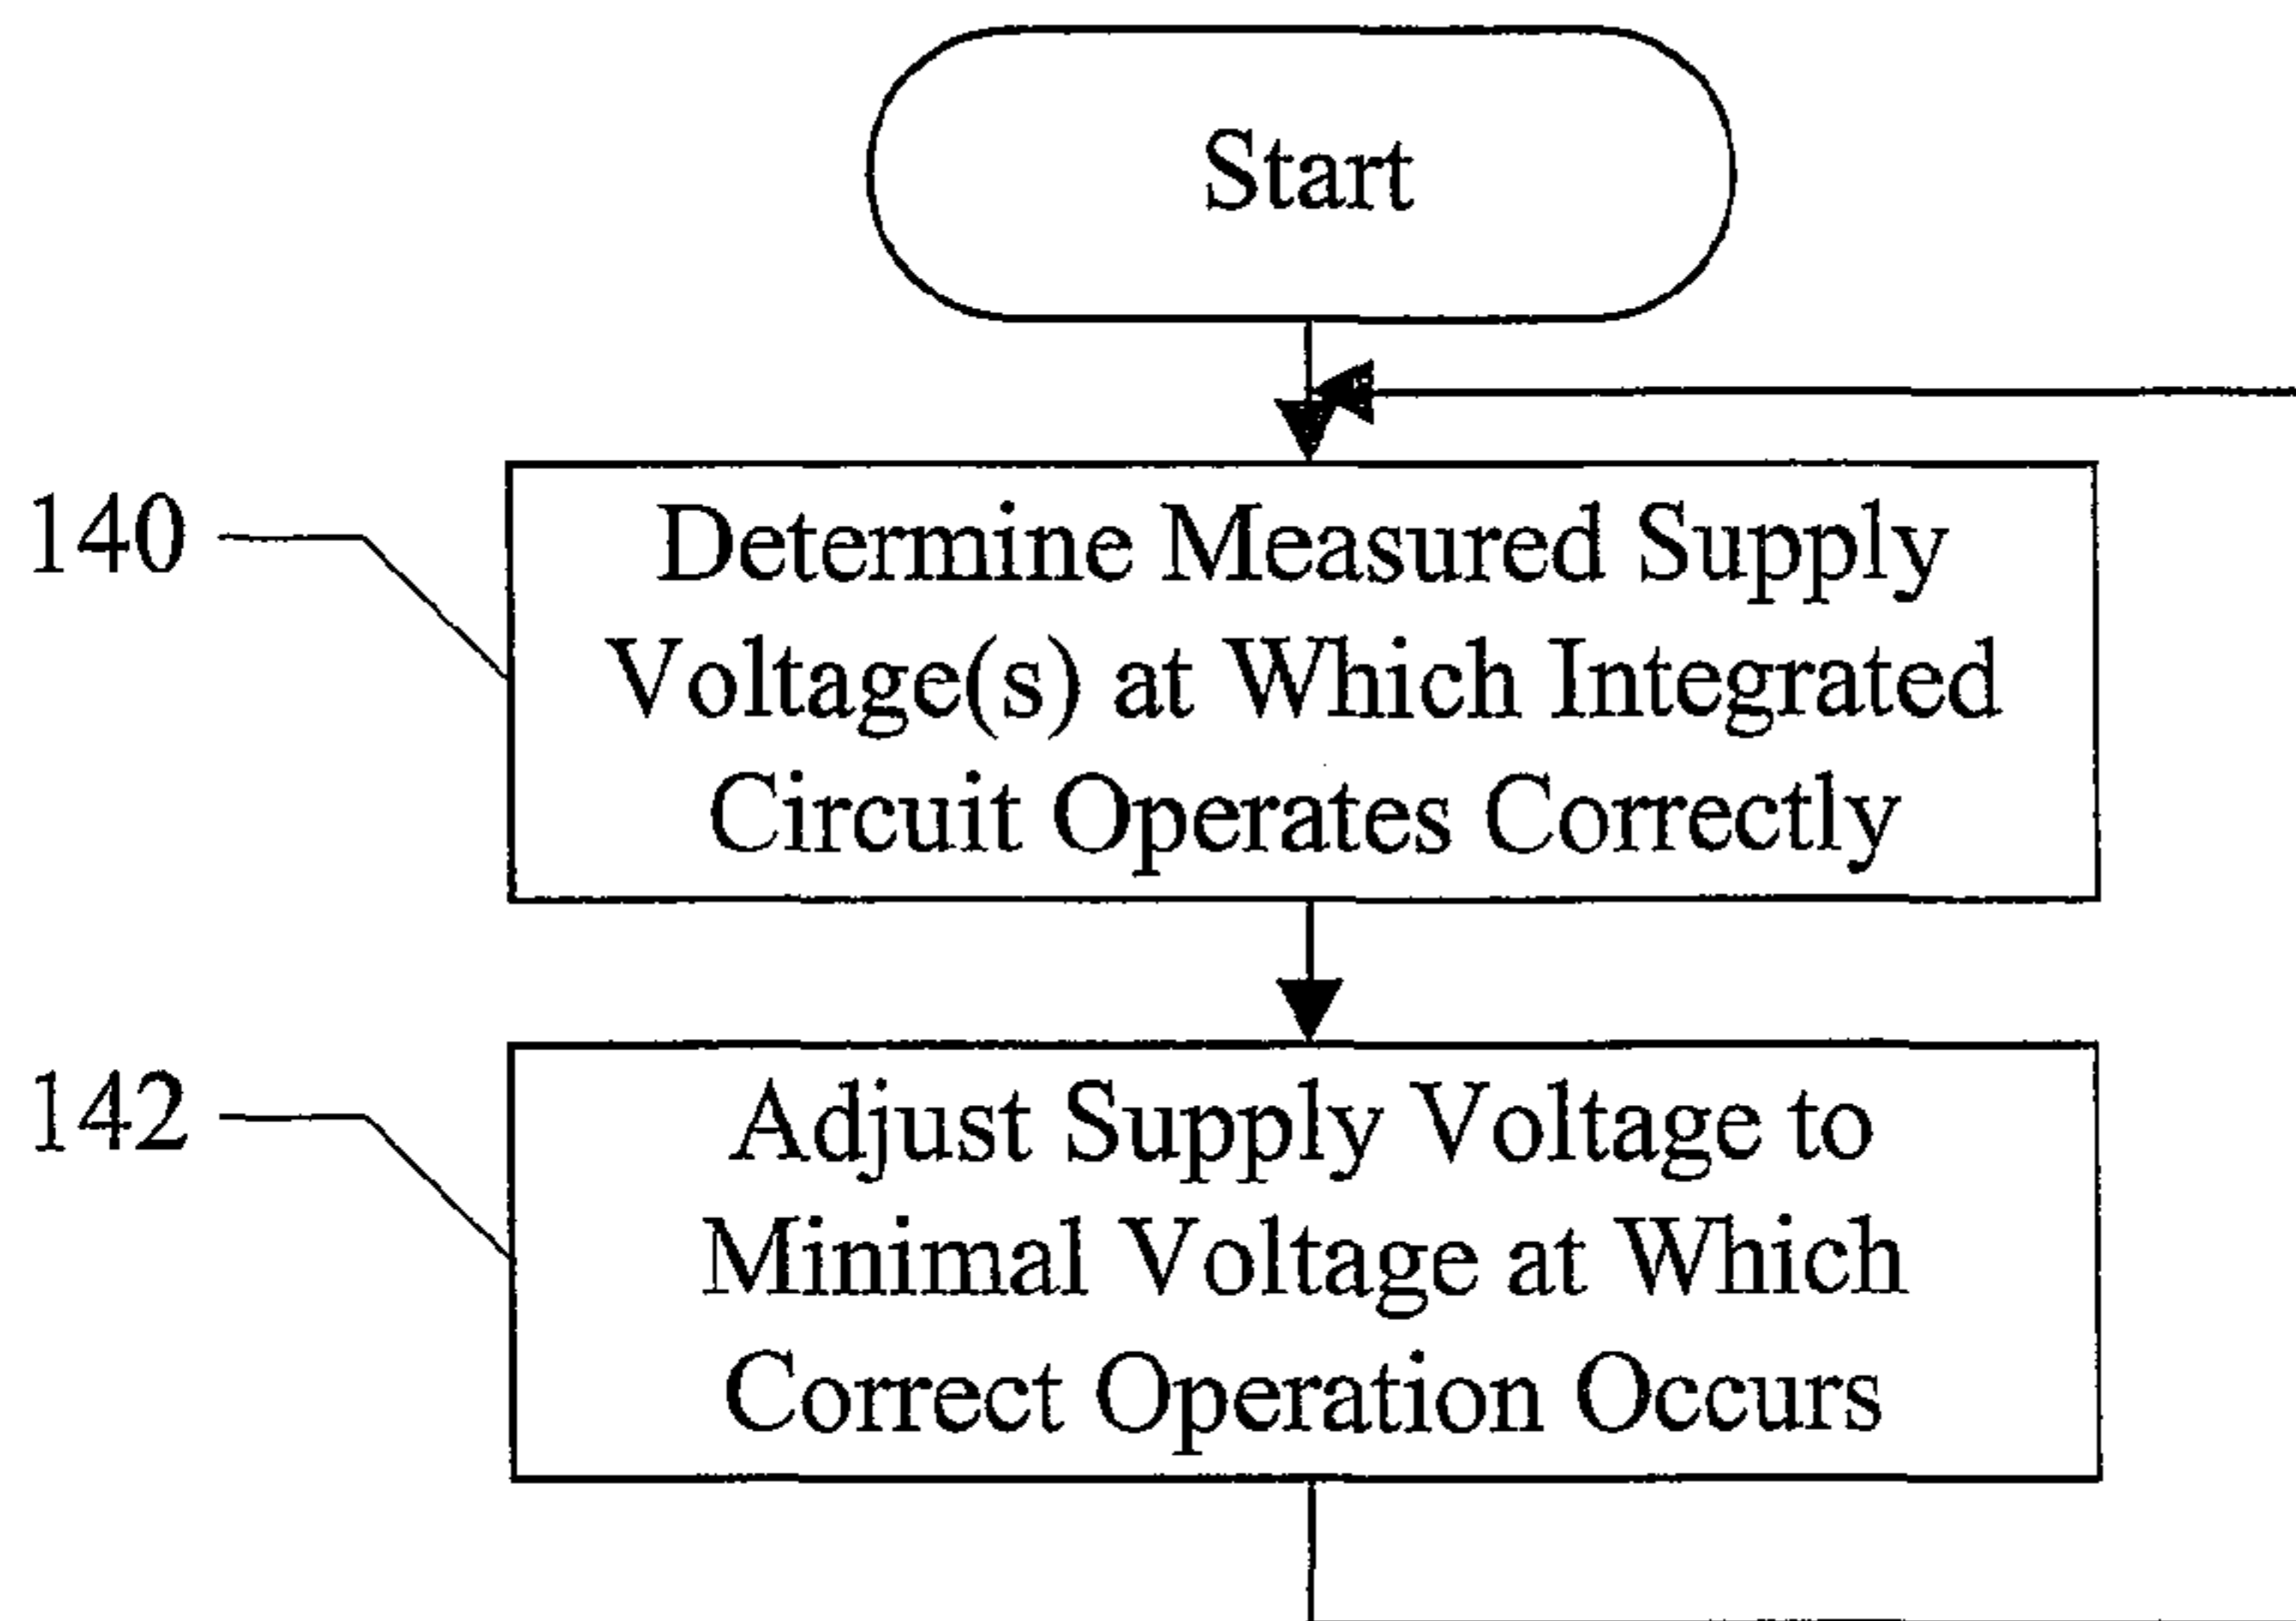 Start
140
Determine Measured Supply
Voltage(s) at Which Integrated
Circuit Operates Correctly
142
Adjust Supply Voltage to
Minimal Voltage at Which
Correct Operation Occurs